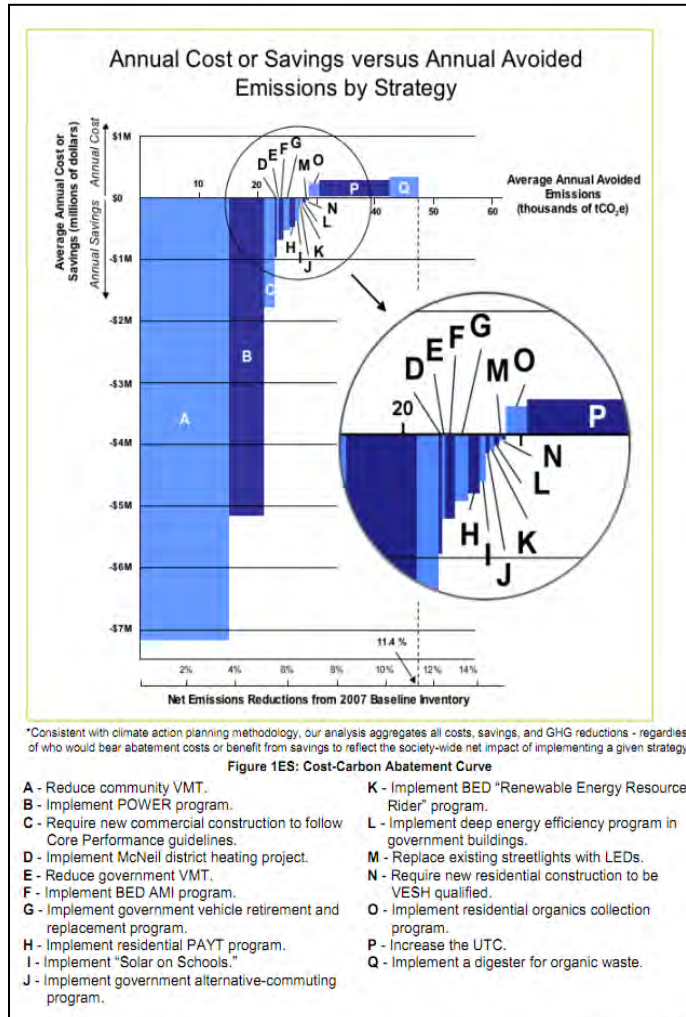 Annual Cost or Savings versus Annual Avoided
Emissions by Strategy
$1M
$0
-$1M
-$2M
-$3M
-$4M
-$5M
-$6M
-$7M
Average Annual Cost or
Savings (millions of dollars)
Annual Savings
Annual Cost
10
20
40
50
60
Average Annual Avoided
Emissions
(thousands of tCO2e)
D
E
F
G
M
O
P
Q
N
L
K
J
I
H
C
B
A
D
E
F
G
M
O
20
P
N
L
K
J
I
H
11.4 %
2%
4%
6%
8%
10%
12%
14%
Net Emissions Reductions from 2007 Baseline Inventory
*Consistent with climate action planning methodology, our analysis aggregates all costs, savings, and GHG reductions - regardles
of who would bear abatement costs or benefit from savings to reflect the society-wide net impact of implementing a given strategy
Figure 1ES: Cost-Carbon Abatement Curve
A - Reduce community VMT.
B - Implement POWER program.
C - Require new commercial construction to follow
Core Performance guidelines.
D - Implement McNeil district heating project.
E - Reduce government VMT.
F - Implement BED AMI program.
G - Implement government vehicle retirement and
replacement program.
H - Implement residential PAYT program.
I - Implement "Solar on Schools."
J - Implement government alternative-commuting
program.
K - Implement BED "Renewable Energy Resource
Rider" program.
L - Implement deep energy efficiency program in
government buildings.
M - Replace existing streetlights with LEDs.
N - Require new residential construction to be
VESH qualified.
O - Implement residential organics collection
program.
P - Increase the UTC.
Q - Implement a digester for organic waste.